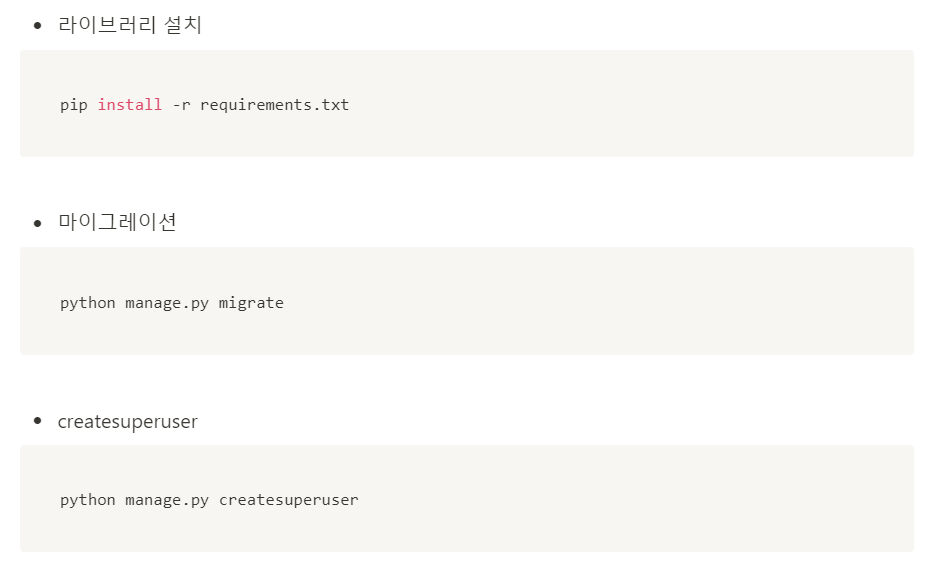 라이브러리 설치
pip install -r requirements.txt
마이그레이션
python manage.py migrate
createsuperuser
python manage.py createsuperuser